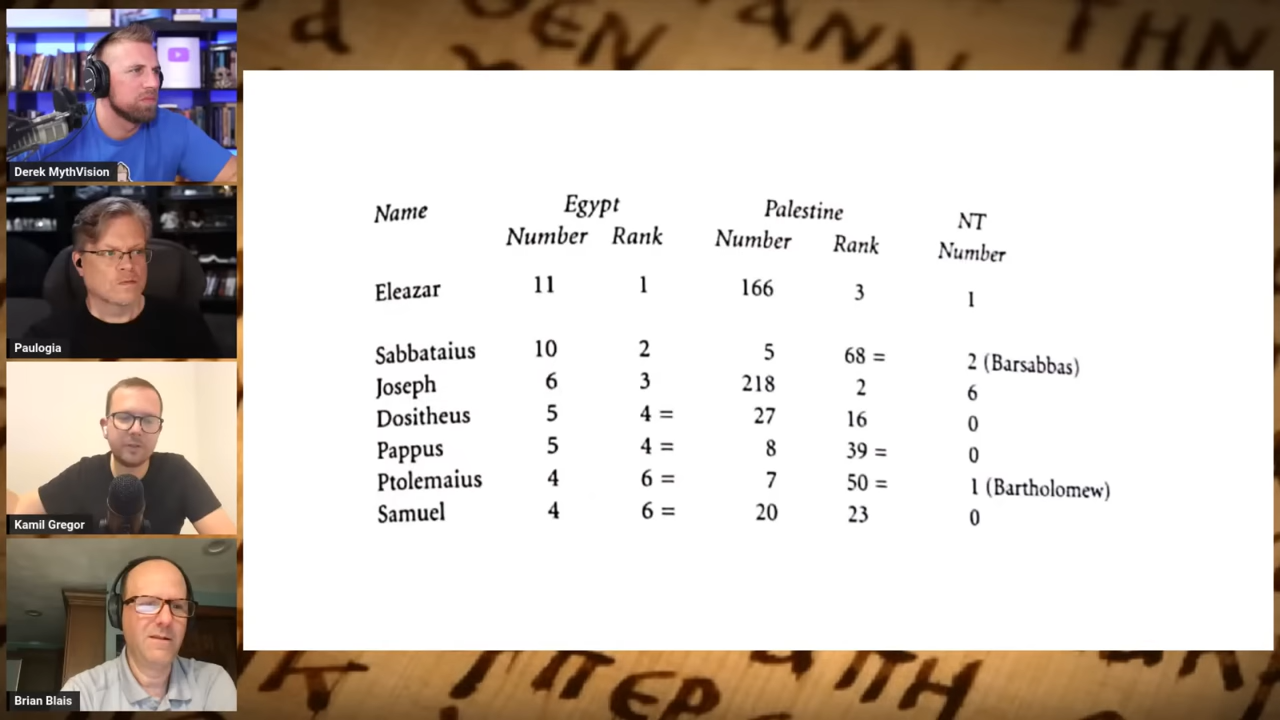 Derek MythVision
Paulogia
Kamil Gregor
Brian Blais
Name Egypt Palestine NT
Number Rank Number Rank Number
Eleazar 11 1 166 3 1
Sabbataius 10 2 5 68 = 2 (Barsabbas)
Joseph 6 3 218 2 6
Dositheus 5 4 = 27 16 0
Pappus 5 4 = 8 39 = 0
Ptolemaius 4 6 = 7 50 = 1 (Bartholomew)
Samuel 4 6 = 20 23 0